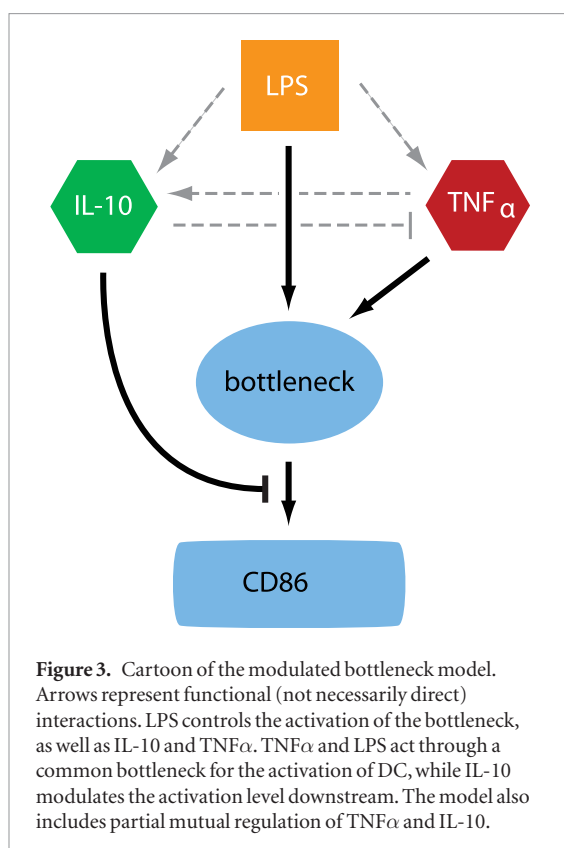 LPS
IL-10
TNF α
bottleneck
CD86
Figure 3. Cartoon of the modulated bottleneck model.
Arrows represent functional (not necessarily direct)
interactions. LPS controls the activation of the bottleneck,
as well as IL-10 and TNFα. TNFα and LPS act through a
common bottleneck for the activation of DC, while IL-10
modulates the activation level downstream. The model also
includes partial mutual regulation of TNFα and IL-10.